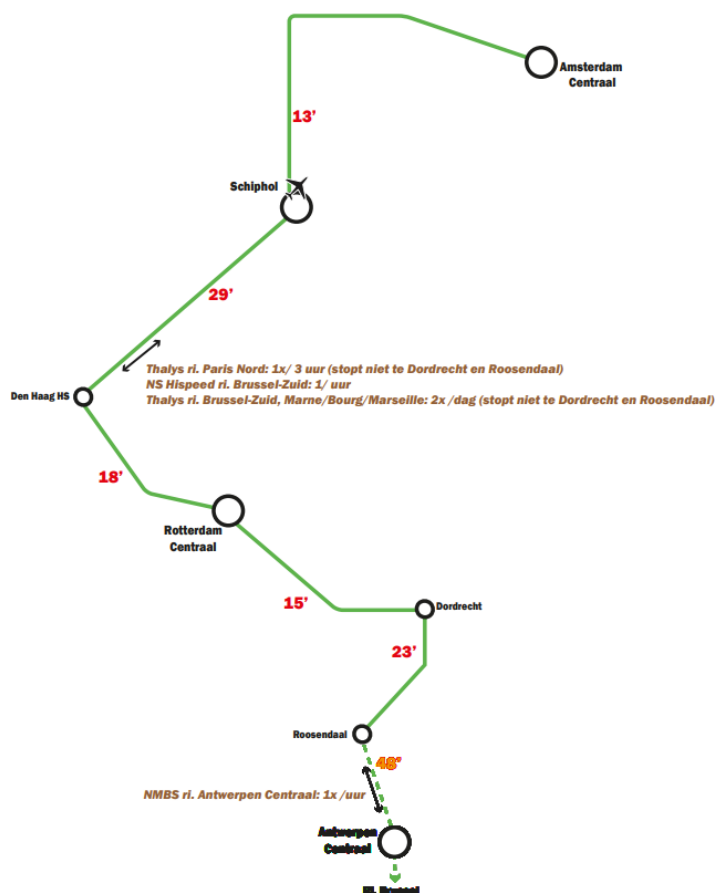 Amsterdam
Centraal
13’
Schiphol
29’
Thalys ri. Paris Nord: 1x/ 3 uur (stopt niet te Dordrecht en Roosendaal)
Den Haag HS
NS Hispeed ri. Brussel-Zuid: 1/ uur
Thalys ri. Brussel-Zuid, Marne/Bourg/Marseille: 2x /dag (stopt niet te Dordrecht en Roosendaal)
18’
Rotterdam
Centraal
15’
Dordrecht
23’
Roosendaal
48’
NMBS ri. Antwerpen Centraal: 1x /uur
Antwerpen
Centraal